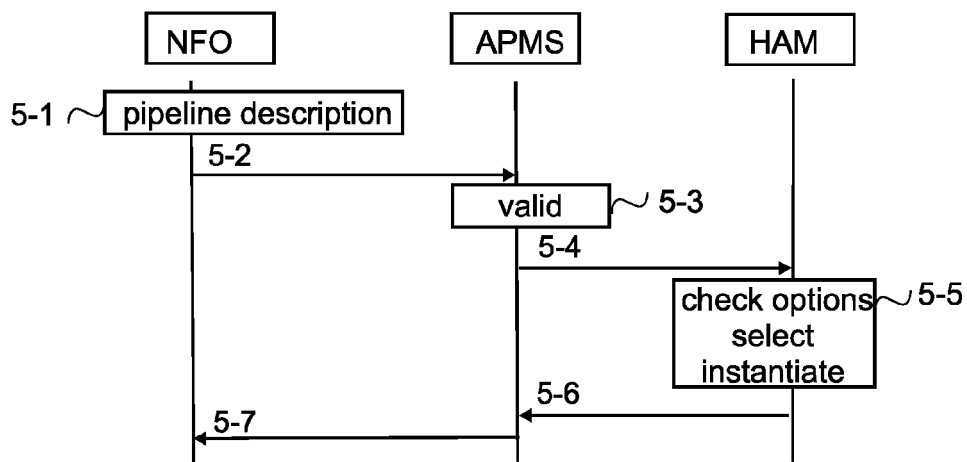 NFO APMS HAM
5-1 pipeline description
5-2
valid 5-3
5-4
check options 5-5
select
instantiate
5-6
5-7